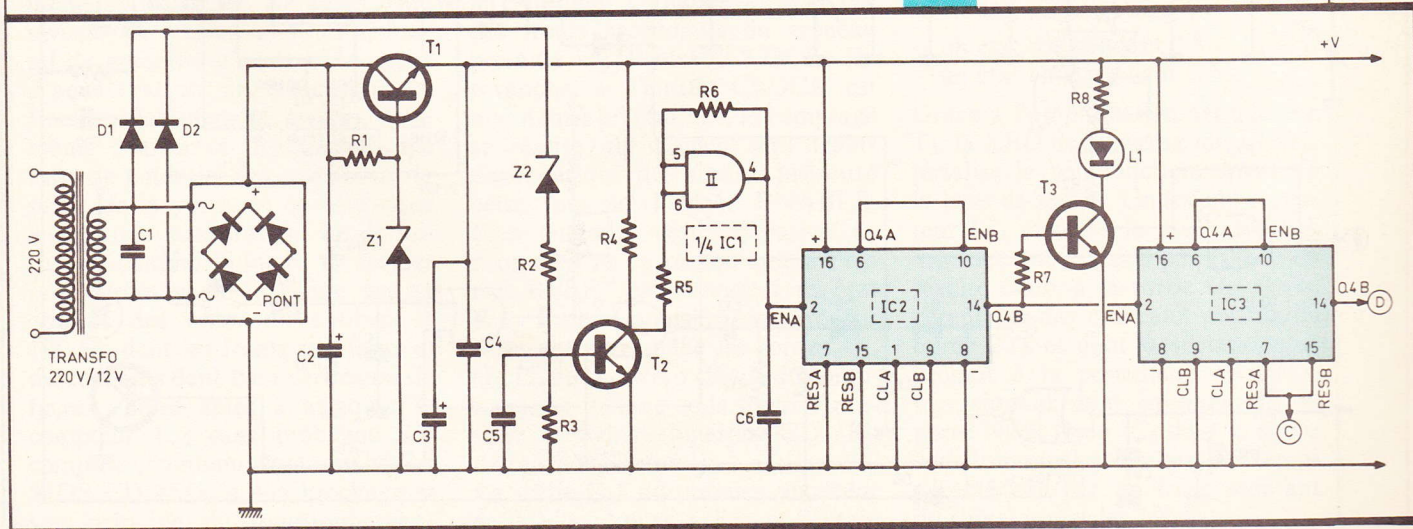 T1
+V
D1
D2
R1
Z1
Z2
R6
5
6
II
4
1/4 IC1
R8
L1
T3
220 V
C1
+
PONT
−
TRANSFO
220 V/12 V
C2
+
C3
+
C4
C5
R2
R3
R4
R5
T2
C6
+
16
Q4A
6
ENB
10
2
ENA
IC2
14
Q4B
7
15
1
9
8
−
RESA
RESB
CLA
CLB
R7
+
16
Q4A
6
ENB
10
2
ENA
IC3
14
Q4B
D
8
9
1
7
15
−
CLB
CLA
RESA
RESB
C